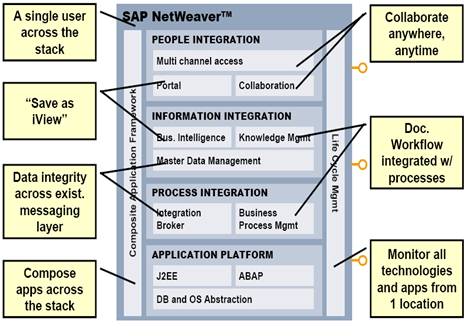 A single user
across the
stack
"Save as
iView"
Data integrity
across exist.
messaging
layer
Compose
apps across
the stack
SAP NetWeaver™
Composite Application Framework
PEOPLE INTEGRATION
Multi channel access
Portal
Collaboration
INFORMATION INTEGRATION
Bus. Intelligence
Knowledge Mgmt
Master Data Management
PROCESS INTEGRATION
Integration
Broker
Business
Process Mgmt
APPLICATION PLATFORM
J2EE
ABAP
DB and OS Abstraction
Life Cycle Mgmt
Collaborate
anywhere,
anytime
Doc.
Workflow
integrated w/
processes
Monitor all
technologies
and apps from
1 location